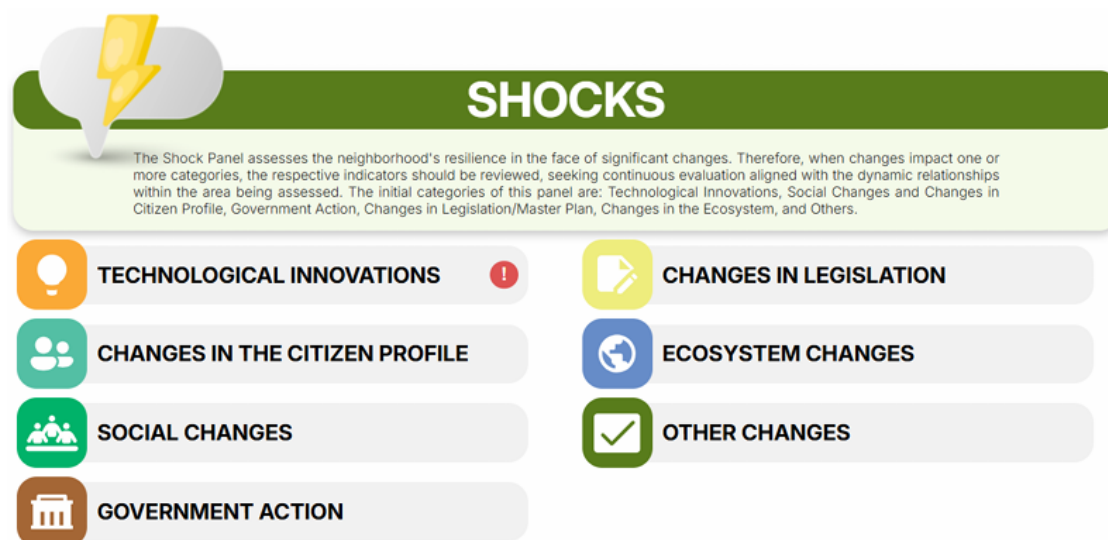 SHOCKS
The Shock Panel assesses the neighborhood's resilience in the face of significant changes. Therefore, when changes impact one or
more categories, the respective indicators should be reviewed, seeking continuous evaluation aligned with the dynamic relationships
within the area being assessed. The initial categories of this panel are: Technological Innovations, Social Changes and Changes in
Citizen Profile, Government Action, Changes in Legislation/Master Plan, Changes in the Ecosystem, and Others.
TECHNOLOGICAL INNOVATIONS !
CHANGES IN THE CITIZEN PROFILE
SOCIAL CHANGES
GOVERNMENT ACTION
CHANGES IN LEGISLATION
ECOSYSTEM CHANGES
OTHER CHANGES